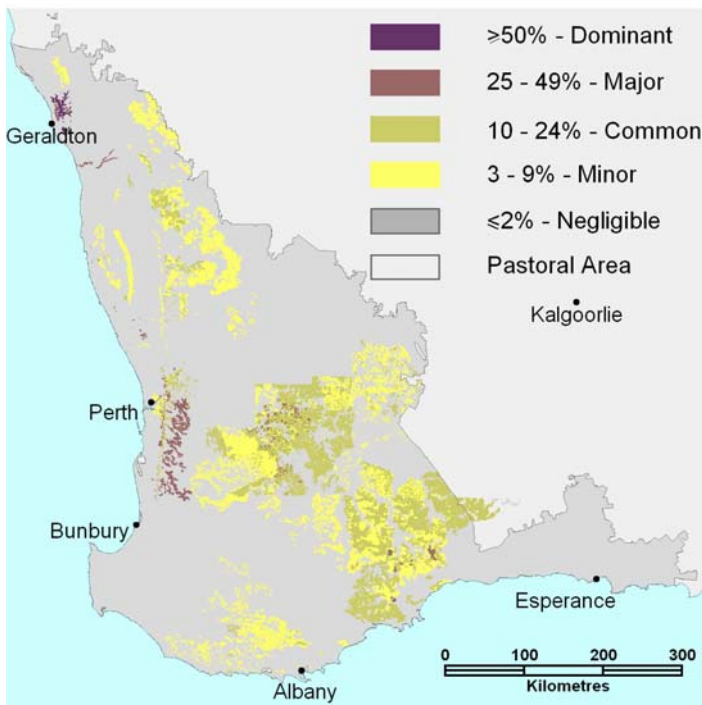 ⩾50% - Dominant
25 - 49% - Major
10 - 24% - Common
3 - 9% - Minor
⩽2% - Negligible
Pastoral Area
Geraldton
Kalgoorlie
Perth
Bunbury
Esperance
Albany
0 100 200 300
Kilometres